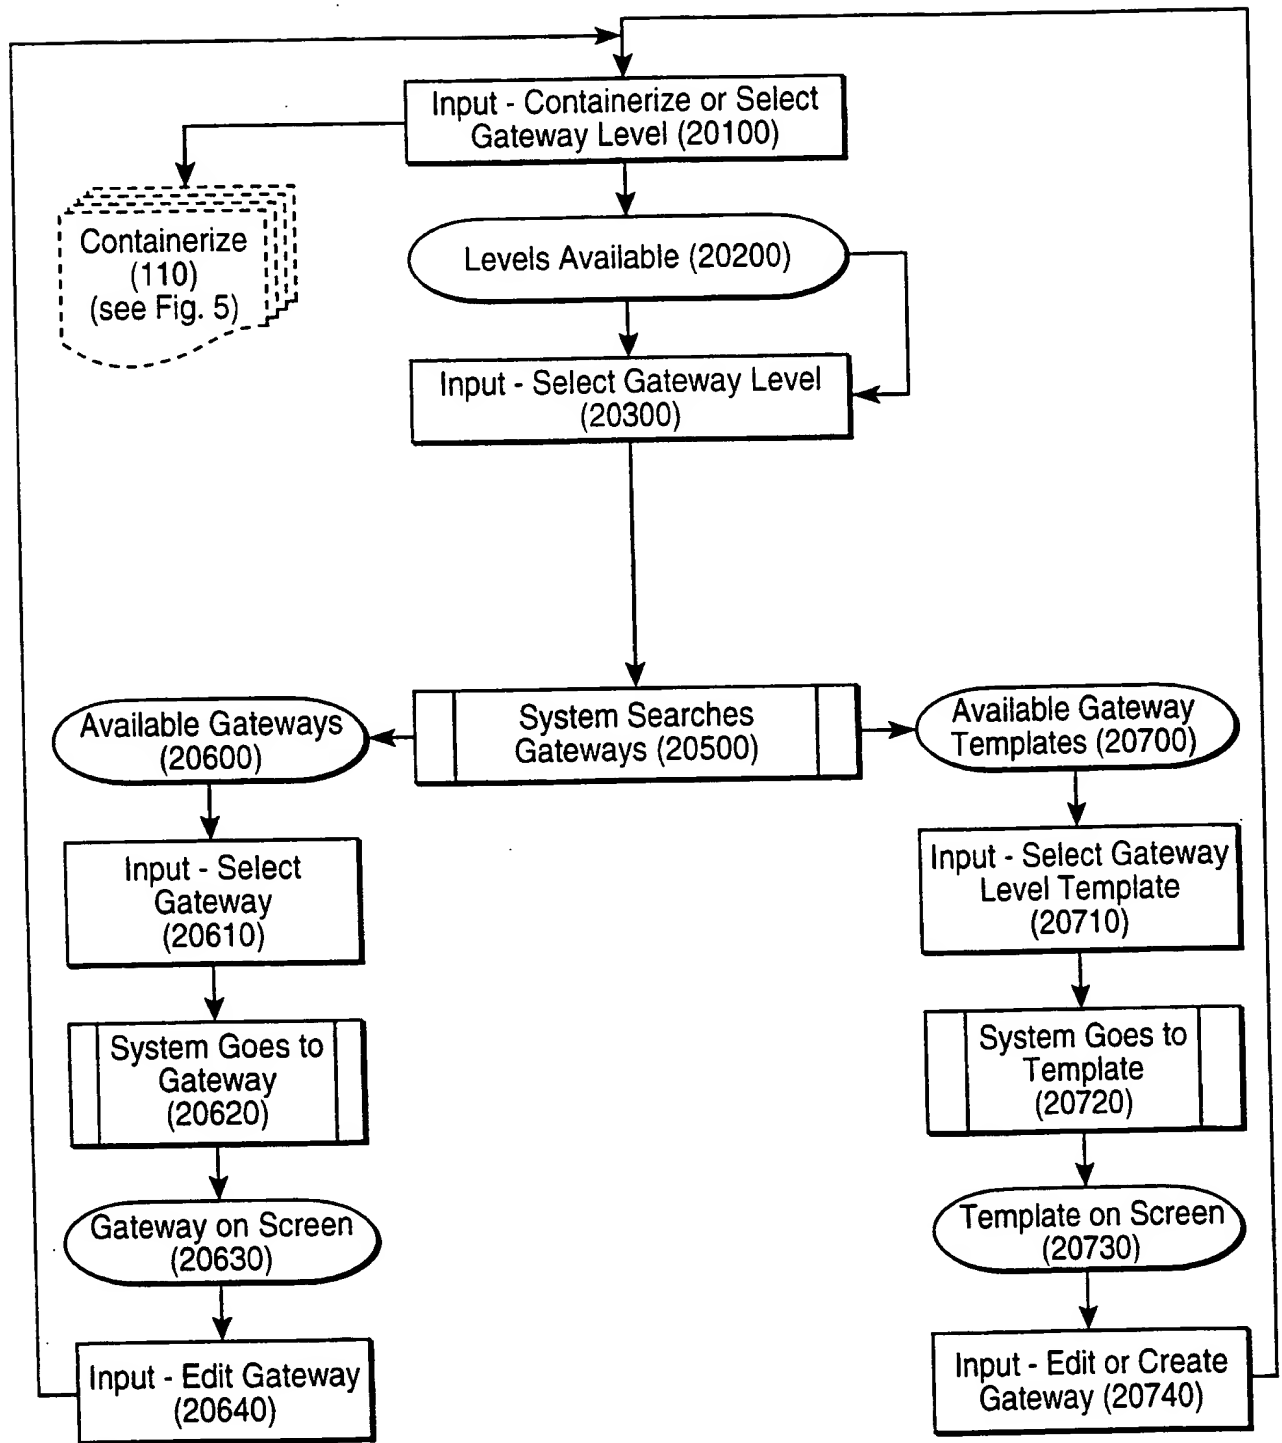 Input - Containerize or Select
Gateway Level (20100)
Containerize
(110)
(see Fig. 5)
Levels Available (20200)
Input - Select Gateway Level
(20300)
System Searches
Gateways (20500)
Available Gateways
(20600)
Available Gateway
Templates (20700)
Input - Select
Gateway
(20610)
Input - Select Gateway
Level Template
(20710)
System Goes to
Gateway
(20620)
System Goes to
Template
(20720)
Gateway on Screen
(20630)
Template on Screen
(20730)
Input - Edit Gateway
(20640)
Input - Edit or Create
Gateway (20740)